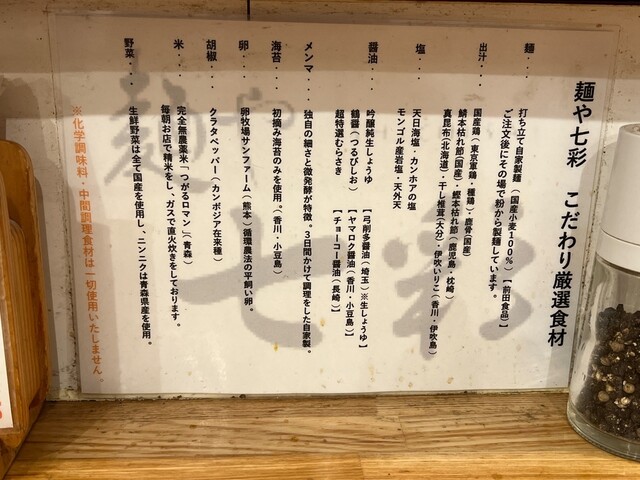 麺や七彩 こだわり厳選食材
麺・・・打ち立て自家製麺(国産小麦100%)【前田食品】
ご注文後にその場で粉から製麺しています。
出汁・・・国産鶏(東京軍鶏・種鶏)・鹿骨(国産)
鯖本枯れ節(国産)・鰹本枯れ節(鹿児島・枕崎)
真昆布(北海道)・干し椎茸(大分)・伊吹いりこ(香川・伊吹島)
塩・・・天日海塩・カンホアの塩
モンゴル産岩塩・天外天
醤油・・・吟醸純生しょうゆ【弓削多醤油(埼玉)※生しょうゆ】
鶴醤(つるびしお)【ヤマロク醤油(香川・小豆島)】
超特選むらさき【チョーコー醤油(長崎)】
メンマ・・・独自の細さと微発酵が特徴。3日間かけて調理をした自家製。
海苔・・・初摘み海苔のみを使用。(香川・小豆島)
卵・・・卵牧場サンファーム(熊本)循環農法の平飼い卵。
胡椒・・・クラタペッパー(カンボジア在来種)
米・・・完全無農薬米「つがるロマン」(青森)
毎朝お店で精米をし、ガスで直火炊きをしております。
野菜・・・生鮮野菜は全て国産を使用し、ニンニクは青森県産を使用。
※化学調味料・中間調理食材は一切使用いたしません。
麺や
七彩